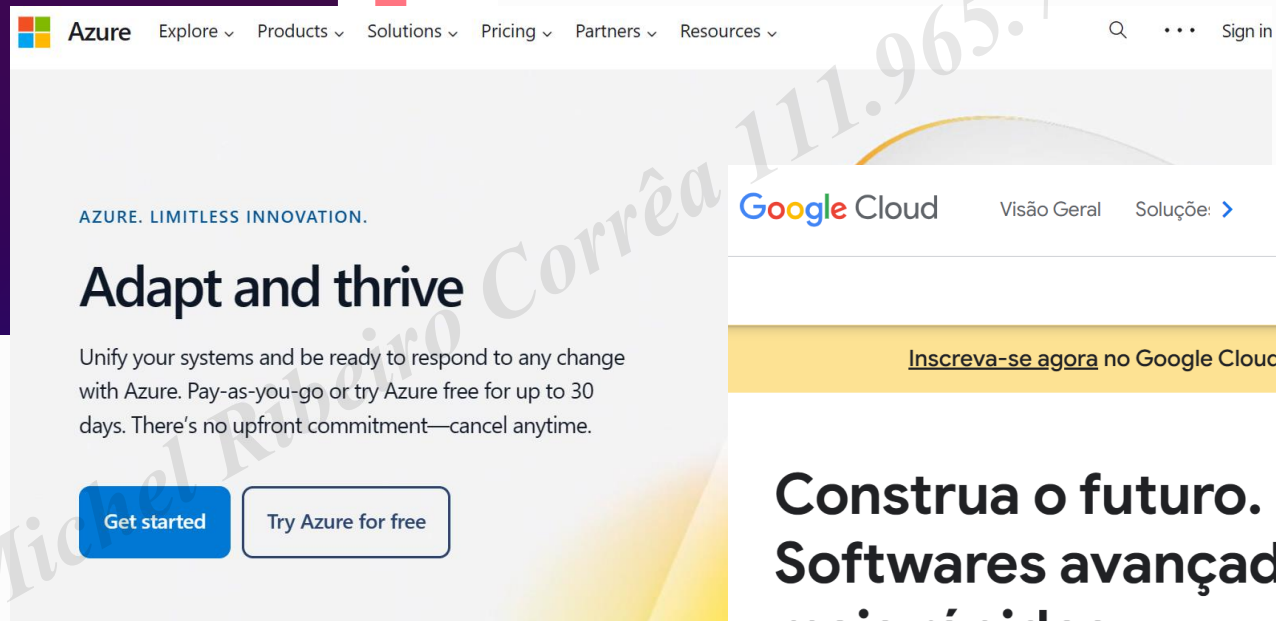 Azure Explore Products Solutions Pricing Partners Resources Sign in
AZURE. LIMITLESS INNOVATION.
Adapt and thrive
Unify your systems and be ready to respond to any change
with Azure. Pay-as-you-go or try Azure free for up to 30
days. There's no upfront commitment—cancel anytime.
Get started Try Azure for free
Google Cloud Visão Geral
Inscreva-se agora no Google Cloud
Construa o futuro.
Softwares
Michel Ribeiro Corrêa 111.965.